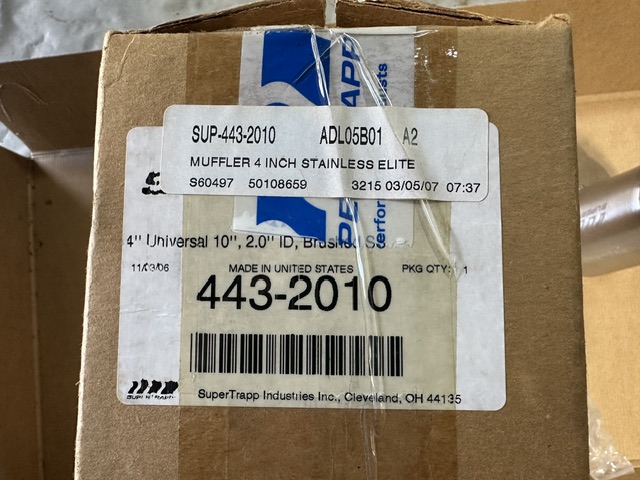 SUP-443-2010 ADL05B01 A2
MUFFLER 4 INCH STAINLESS ELITE
S60497 50108659 3215 03/05/07 07:37
4" Universal 10", 2.0" ID, Brushed SS
MADE IN UNITED STATES PKG QTY: 1
443-2010
SuperTrapp Industries Inc., Cleveland, OH 44135